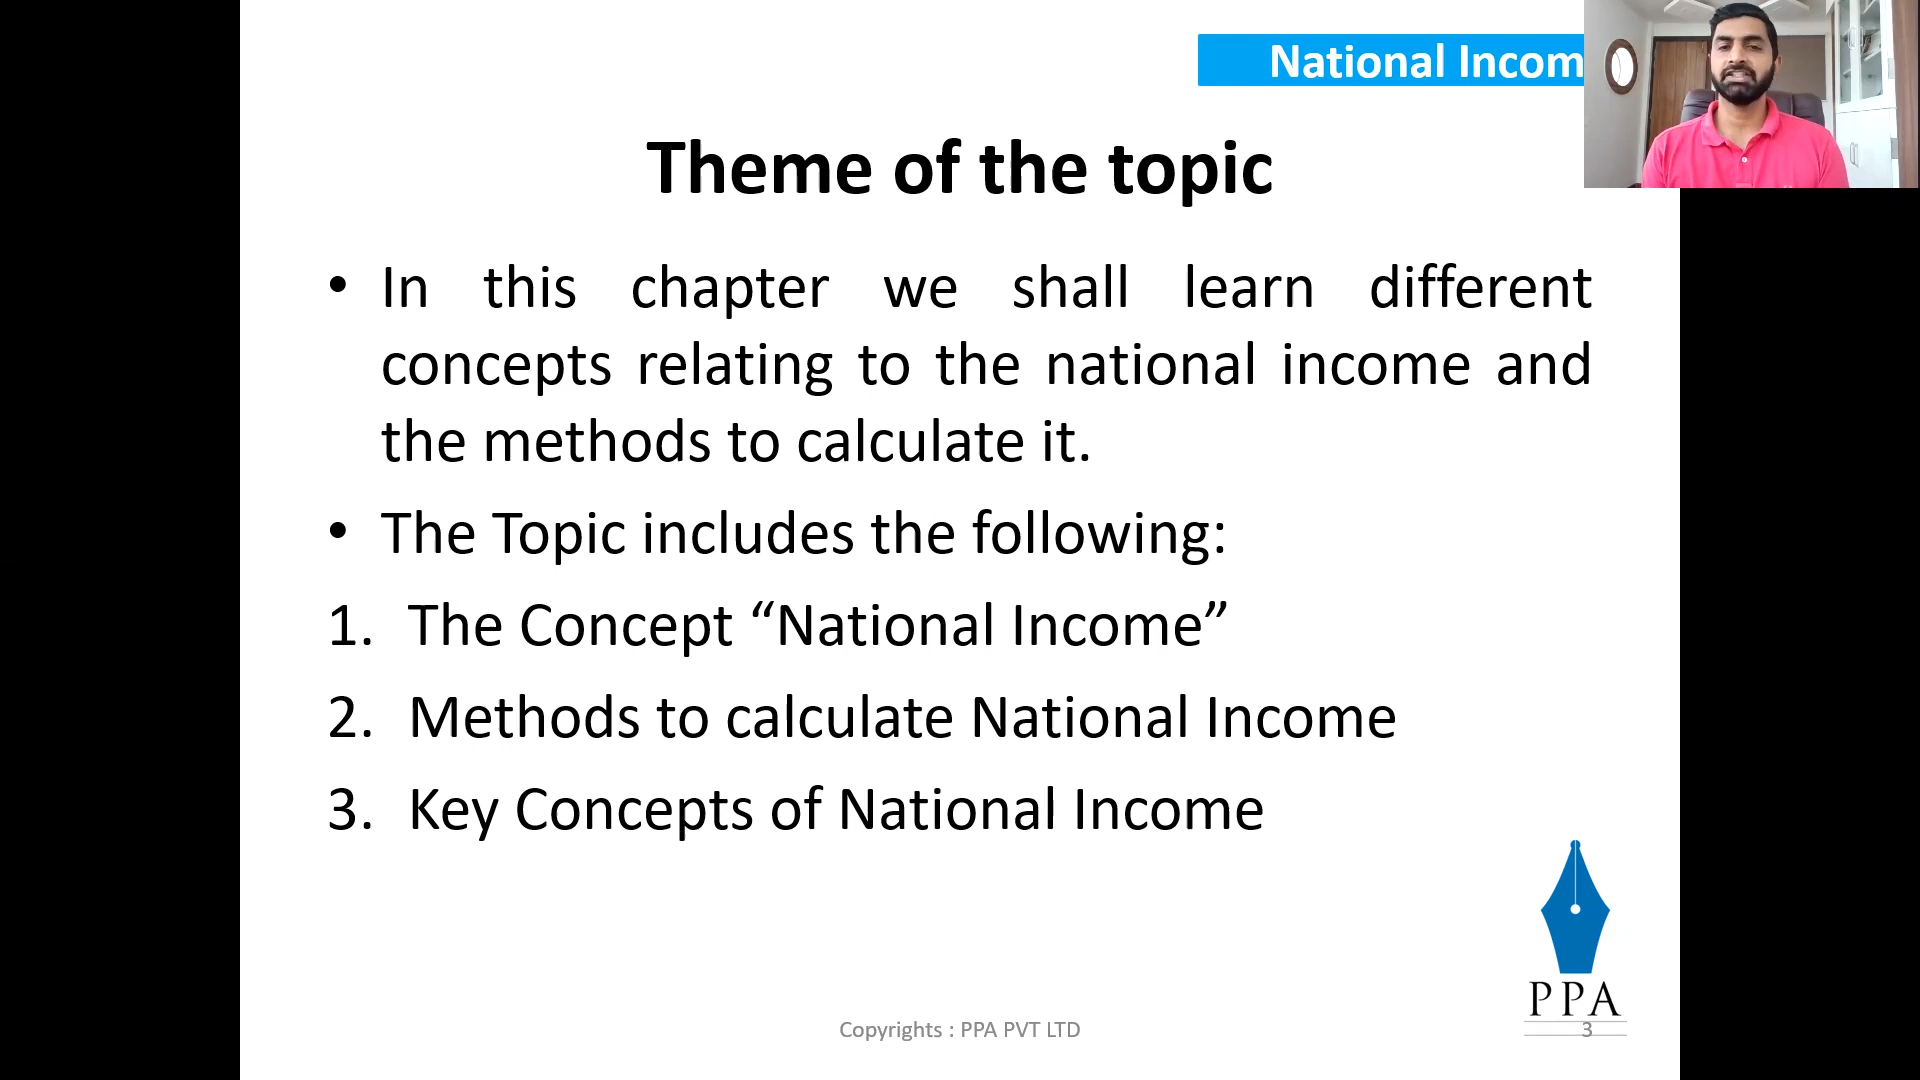 National Incom
Theme of the topic
• In this chapter we shall learn different
concepts relating to the national income and
the methods to calculate it.
• The Topic includes the following:
1. The Concept “National Income”
2. Methods to calculate National Income
3. Key Concepts of National Income
PPA
Copyrights : PPA PVT LTD
3